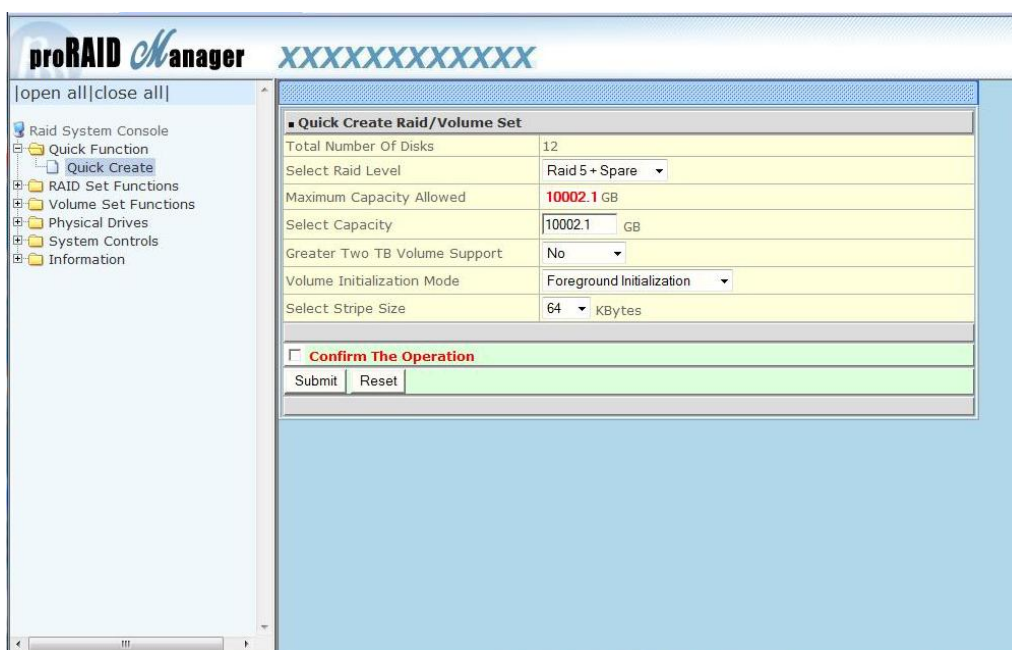 proRAID Manager XXXXXXXXXXXX
|open all|close all|
Raid System Console
Quick Function
Quick Create
RAID Set Functions
Volume Set Functions
Physical Drives
System Controls
Information
Quick Create Raid/Volume Set
Total Number Of Disks 12
Select Raid Level Raid 5 + Spare
Maximum Capacity Allowed 10002.1 GB
Select Capacity 10002.1 GB
Greater Two TB Volume Support No
Volume Initialization Mode Foreground Initialization
Select Stripe Size 64 KBytes
Confirm The Operation
Submit Reset